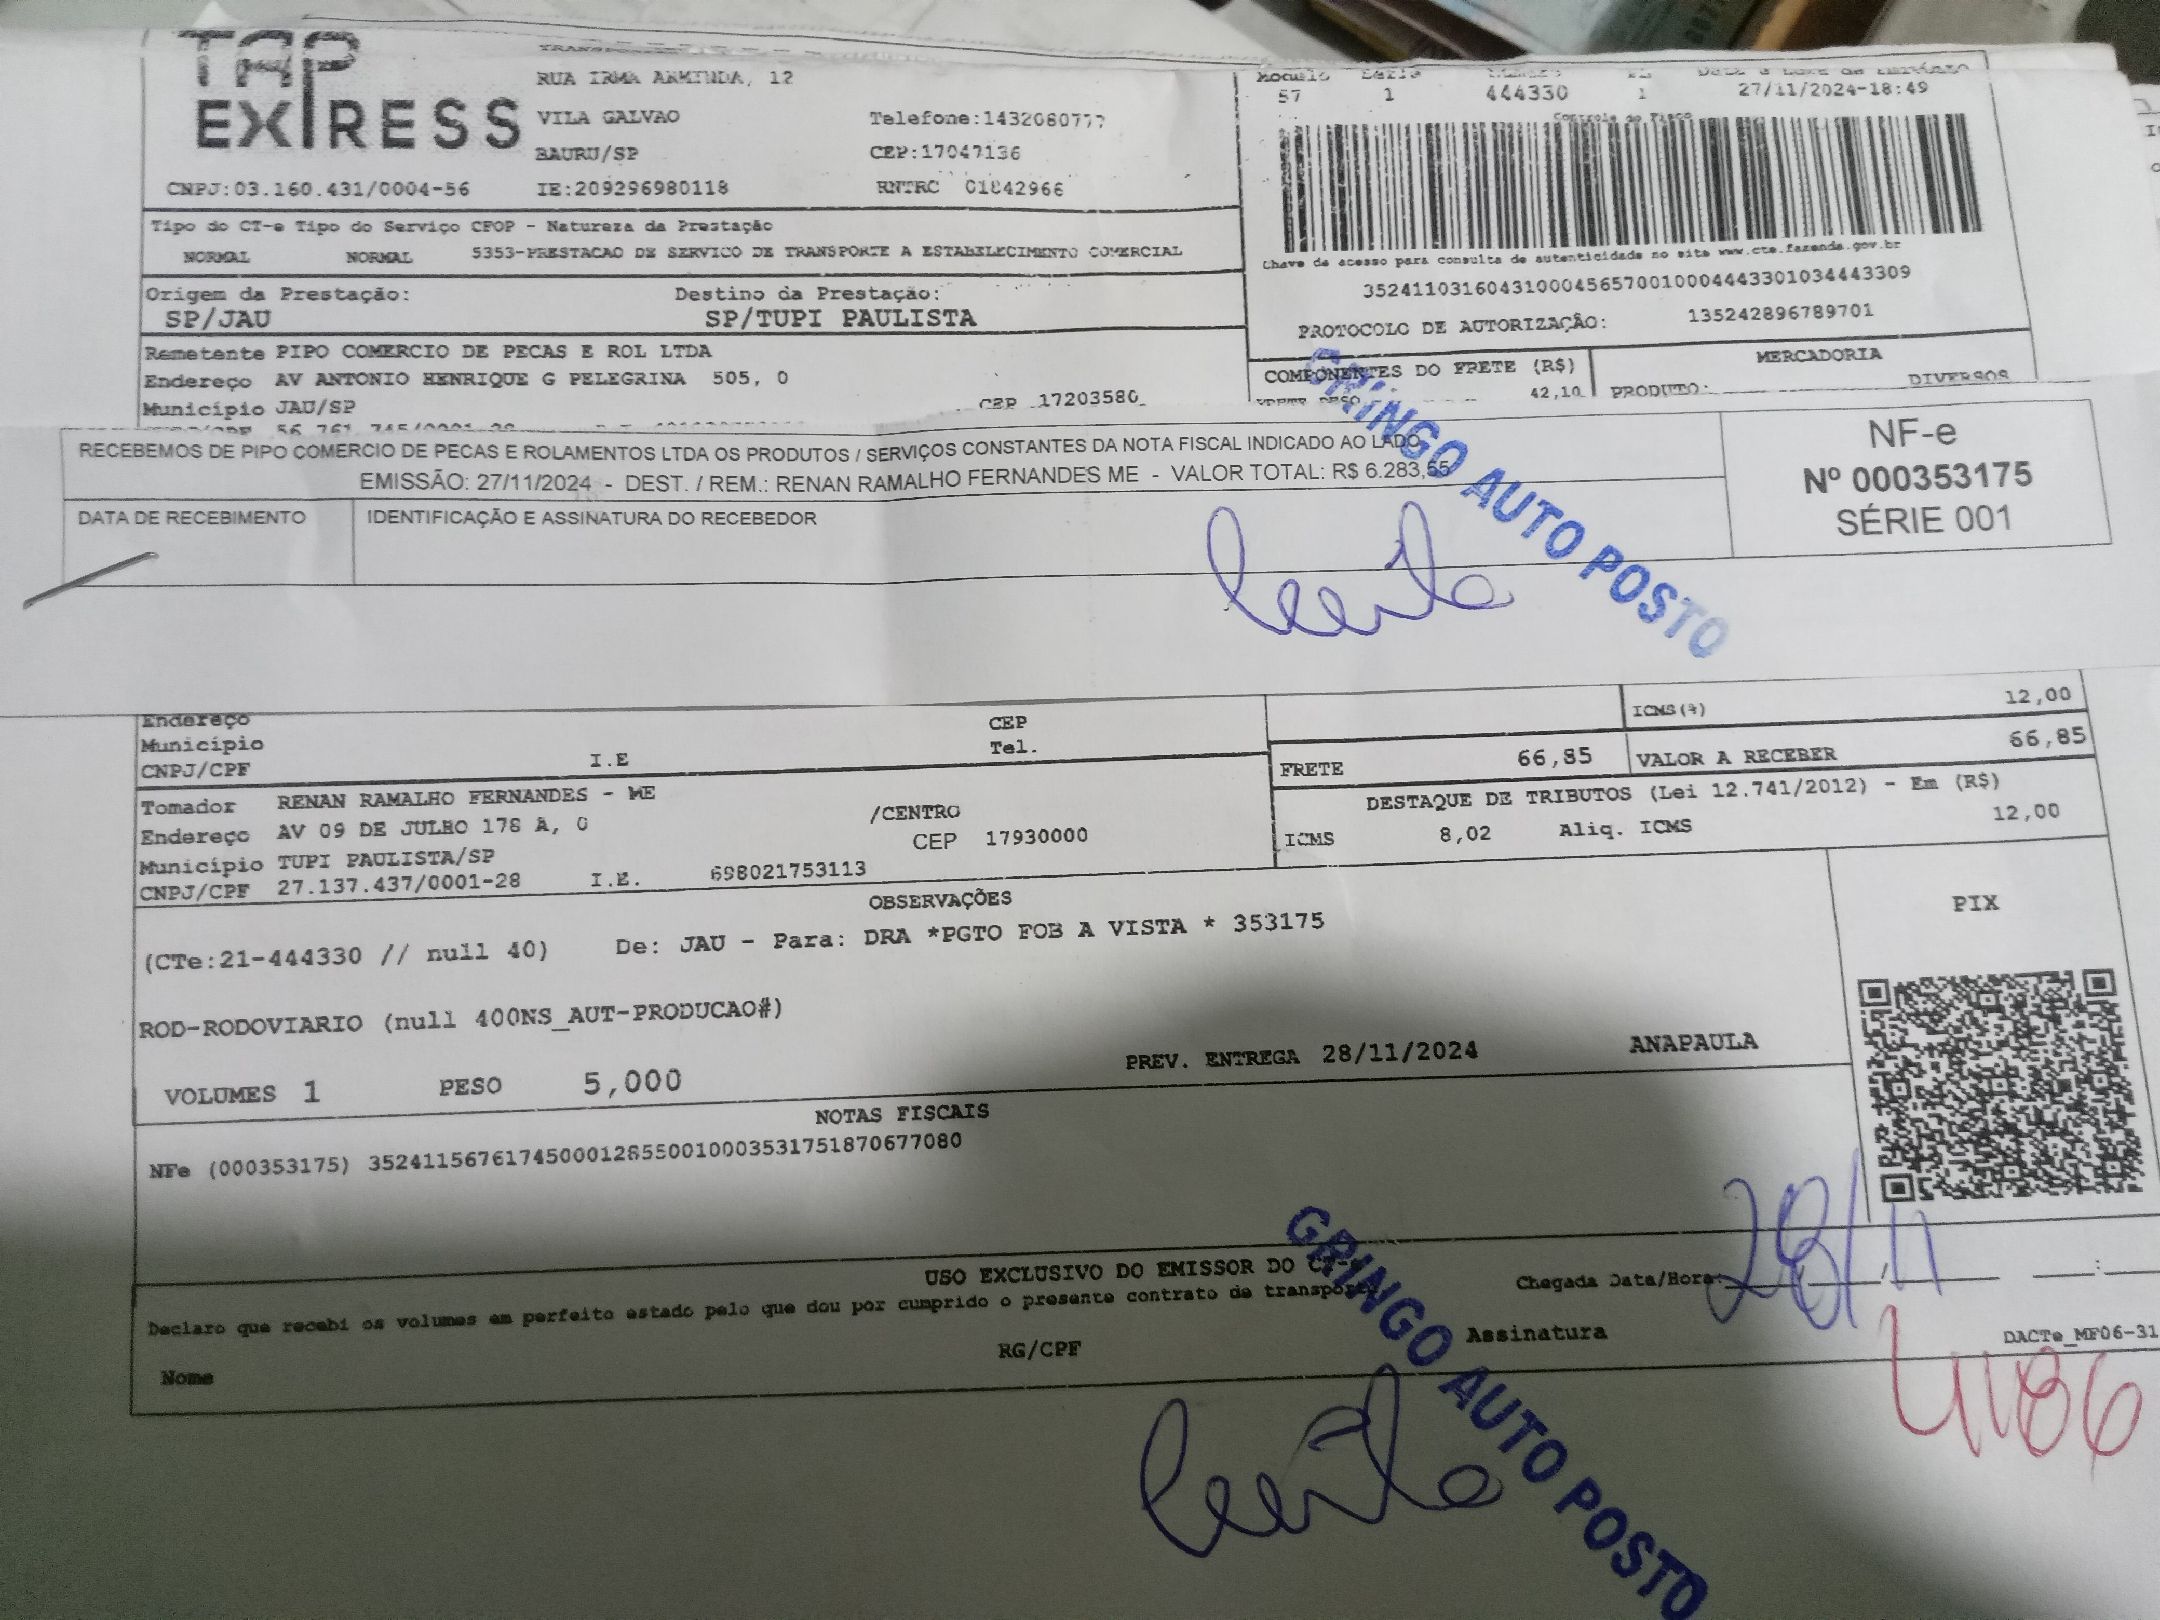 TAP
EXPRESS
RUA IRMA ARMINDA, 12
VILA GALVAO Telefone:1432080777
BAURU/SP CEP:17047136
CNPJ:03.160.431/0004-56 IE:209296980118 RNTRC 01842966
57 1 444330 1 27/11/2024-18:49
Controle do Fisco
Chave de acesso para consulta de autenticidade no site www.cte.fazenda.gov.br
35241103160431000456570010004443301034443309
PROTOCOLO DE AUTORIZAÇÃO: 135242896789701
Tipo do CT-e Tipo do Serviço CFOP - Natureza da Prestação
NORMAL NORMAL 5353-PRESTACAO DE SERVICO DE TRANSPORTE A ESTABELECIMENTO COMERCIAL
Origem da Prestação: Destino da Prestação:
SP/JAU SP/TUPI PAULISTA
Remetente PIPO COMERCIO DE PECAS E ROL LTDA
Endereço AV ANTONIO HENRIQUE G PELEGRINA 505, 0
Município JAU/SP CEP 17203580
COMPONENTES DO FRETE (R$) MERCADORIA
42,10 PRODUTO: DIVERSOS
RECEBEMOS DE PIPO COMERCIO DE PECAS E ROLAMENTOS LTDA OS PRODUTOS / SERVIÇOS CONSTANTES DA NOTA FISCAL INDICADO AO LADO
EMISSÃO: 27/11/2024 - DEST. / REM.: RENAN RAMALHO FERNANDES ME - VALOR TOTAL: R$ 6.283,55
DATA DE RECEBIMENTO IDENTIFICAÇÃO E ASSINATURA DO RECEBEDOR
NF-e
Nº 000353175
SÉRIE 001
GRINGO AUTO POSTO
Endereço CEP
Município Tel.
CNPJ/CPF I.E
ICMS(%) 12,00
FRETE 66,85 VALOR A RECEBER 66,85
Tomador RENAN RAMALHO FERNANDES - ME
Endereço AV 09 DE JULHO 178 A, 0 /CENTRO
Município TUPI PAULISTA/SP CEP 17930000
CNPJ/CPF 27.137.437/0001-28 I.E. 698021753113
DESTAQUE DE TRIBUTOS (Lei 12.741/2012) - Em (R$)
ICMS 8,02 Aliq. ICMS 12,00
OBSERVAÇÕES
(CTe:21-444330 // null 40) De: JAU - Para: DRA *PGTO FOB A VISTA * 353175
ROD-RODOVIARIO (null 400NS_AUT-PRODUCAO#)
PIX
VOLUMES 1 PESO 5,000 PREV. ENTREGA 28/11/2024 ANAPAULA
NOTAS FISCAIS
NFe (000353175) 35241156761745000128550010003531751870677080
USO EXCLUSIVO DO EMISSOR DO CT-
Declaro que recebi os volumes em perfeito estado pelo que dou por cumprido o presente contrato de transporte
Chegada Data/Hora: 28/11
Nome RG/CPF Assinatura
DACTe_MF06-31
GRINGO AUTO POSTO